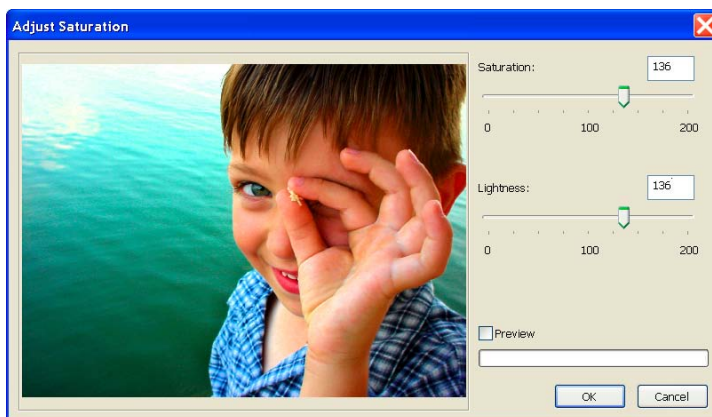 Adjust Saturation
Saturation: 136
0 100 200
Lightness: 136
0 100 200
Preview
OK Cancel